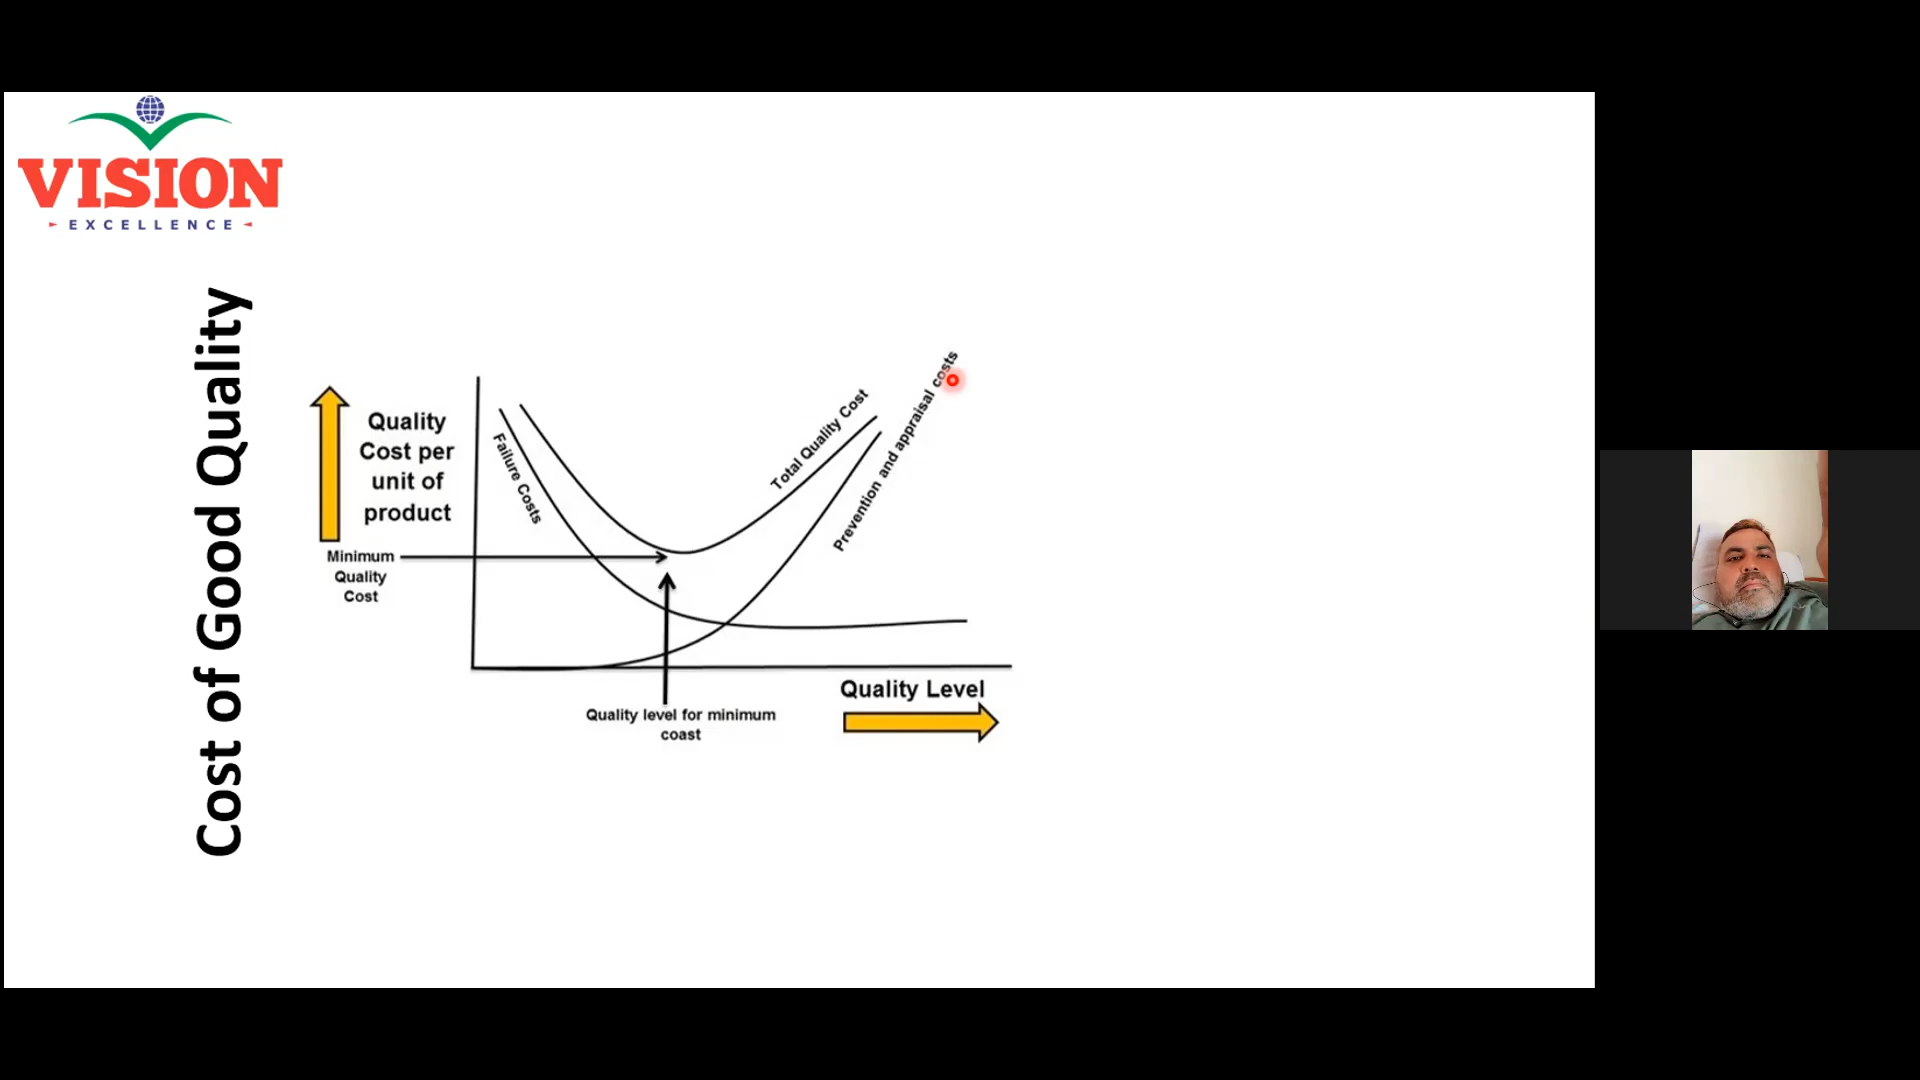 VISION
EXCELLENCE
Cost of Good Quality
Quality
Cost per
unit of
product
Minimum
Quality
Cost
Failure Costs
Total Quality Cost
Prevention and appraisal costs
Quality Level
Quality level for minimum
coast